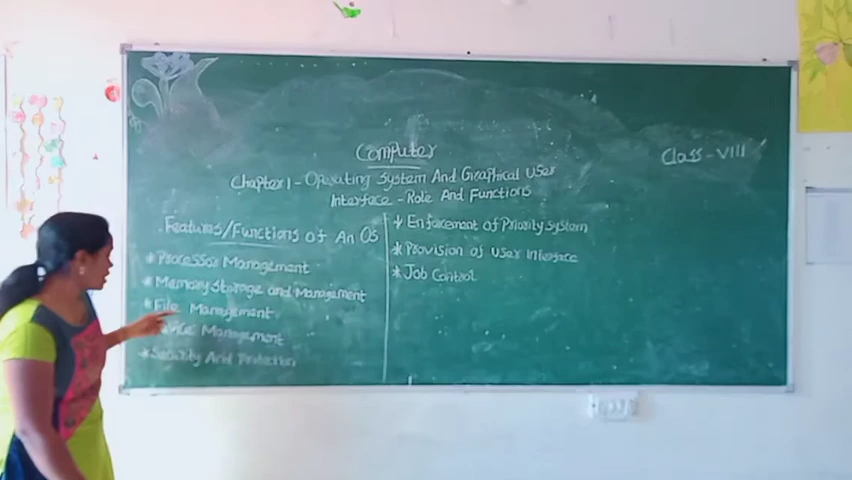 Computer
Class-VIII
Chapter 1 - Operating System And Graphical User
Interface - Role And Functions
Features/Functions of An OS
* Processor Management
* Memory Storage and Management
* File Management
Device Management
* Security And Protection
* Enforcement of Priority System
* Provision of User Interface
* Job Control